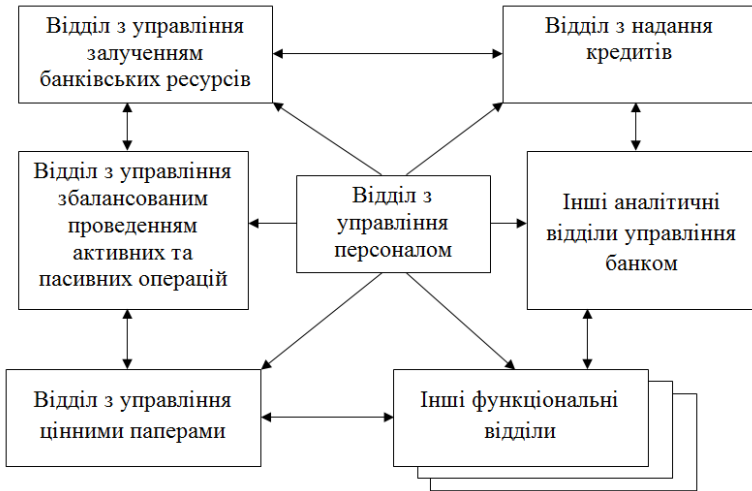 Відділ з управління
залученням
банківських ресурсів
Відділ з надання
кредитів
Відділ з управління
збалансованим
проведенням
активних та
пасивних операцій
Відділ з
управління
персоналом
Інші аналітичні
відділи управління
банком
Відділ з управління
цінними паперами
Інші функціональні
відділи